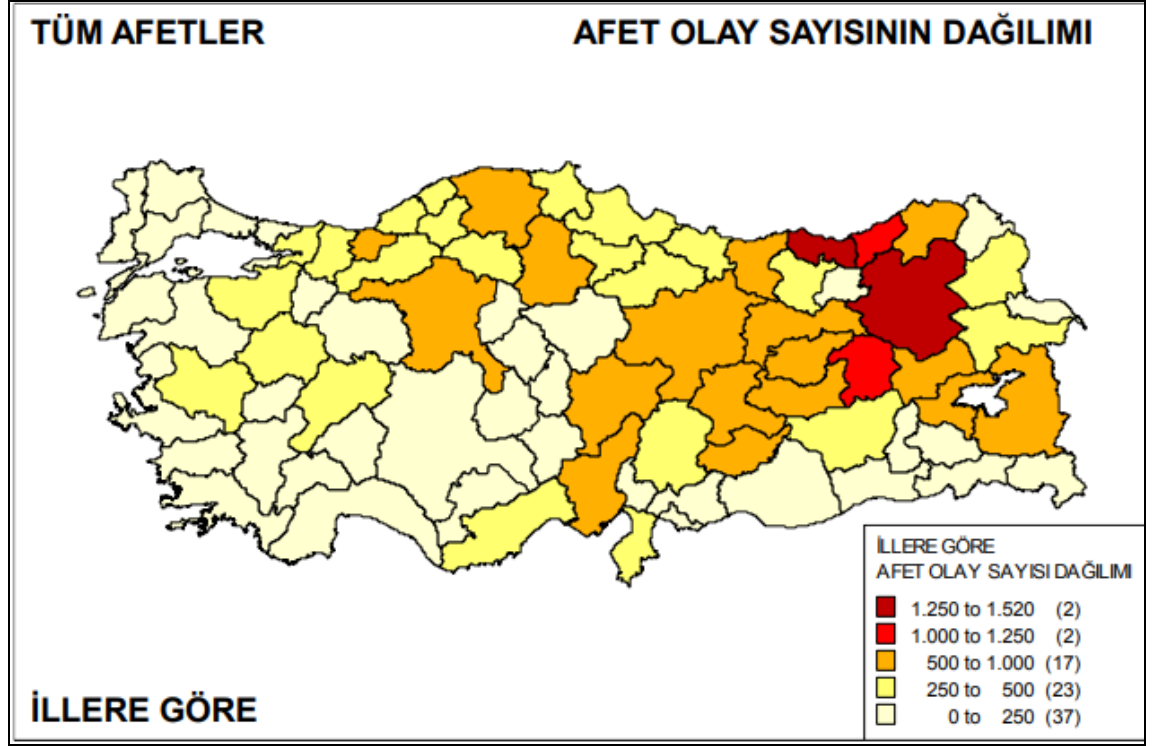 TÜM AFETLER
AFET OLAY SAYISININ DAĞILIMI
İLLERE GÖRE
AFET OLAY SAYISI DAĞILIMI
1.250 to 1.520 (2)
1.000 to 1.250 (2)
500 to 1.000 (17)
250 to 500 (23)
0 to 250 (37)
İLLERE GÖRE